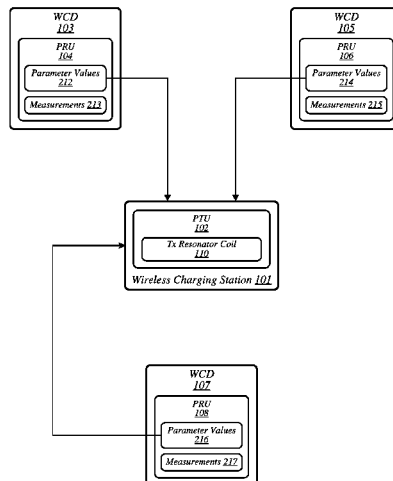 WCD
103
PRU
104
Parameter Values
212
Measurements 213
WCD
105
PRU
106
Parameter Values
214
Measurements 215
PTU
102
Tx Resonator Coil
110
Wireless Charging Station 101
WCD
107
PRU
108
Parameter Values
216
Measurements 217